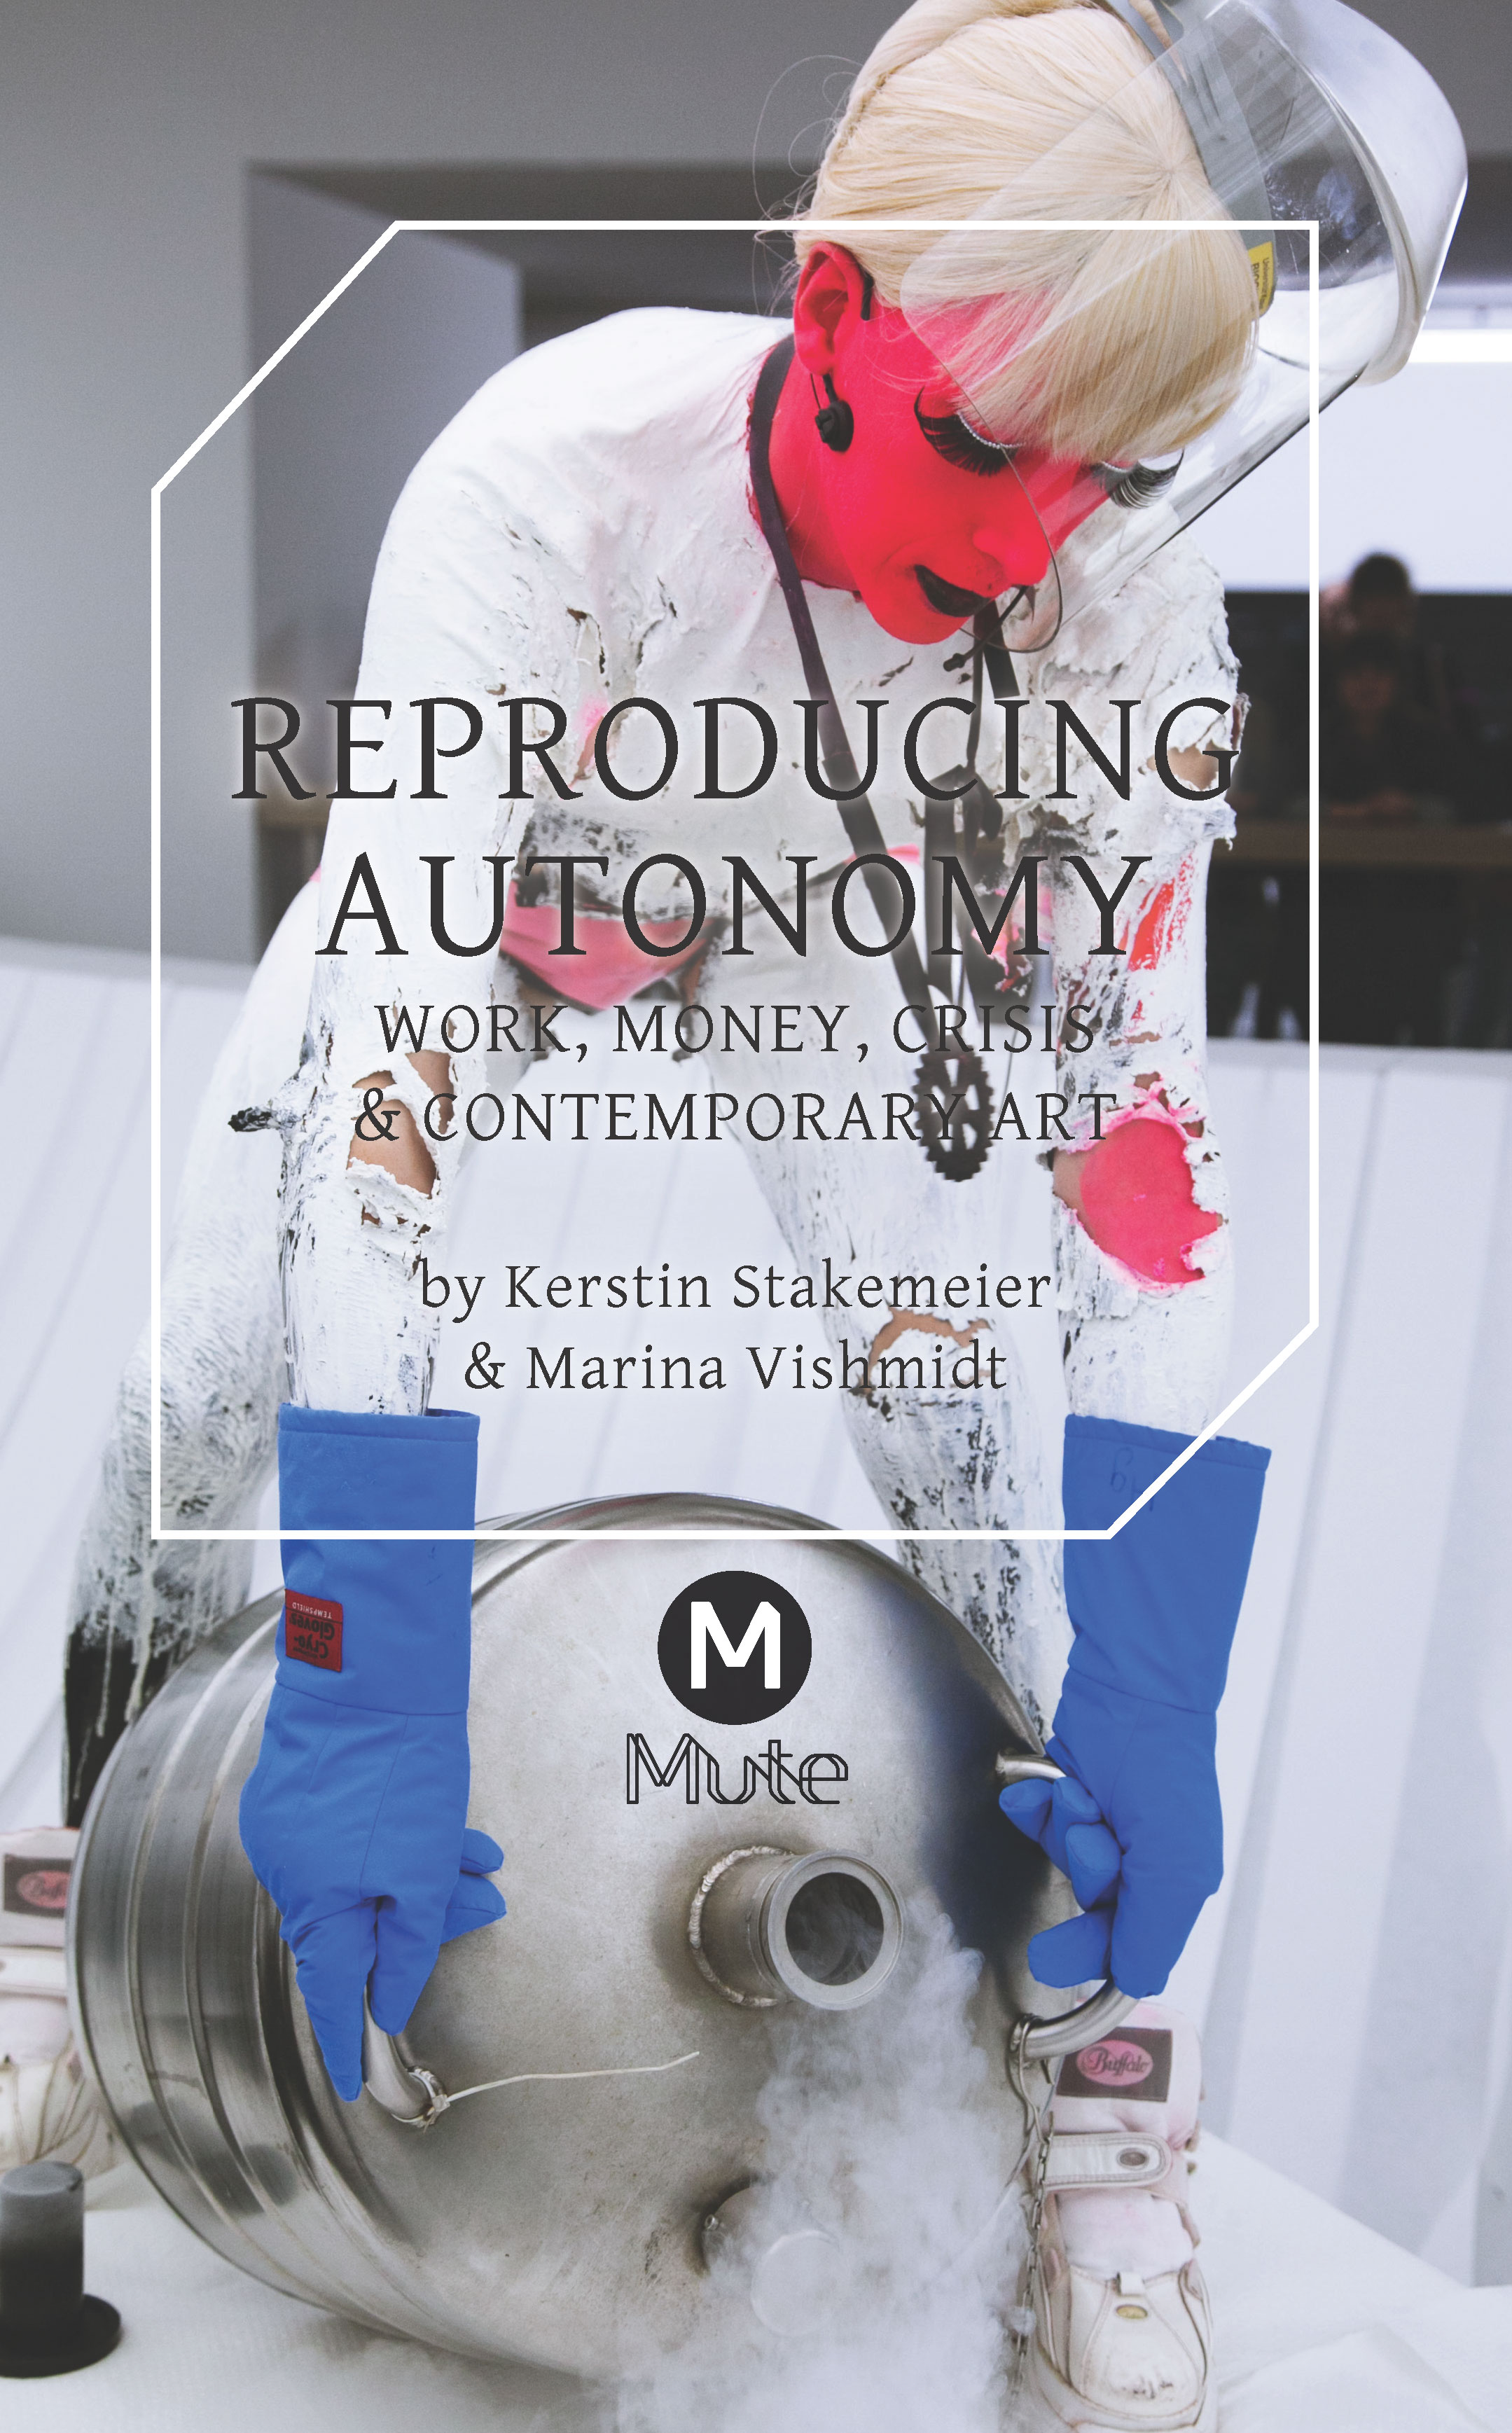 REPRODUCING
AUTONOMY
WORK, MONEY, CRISIS
& CONTEMPORARY ART
by Kerstin Stakemeier
& Marina Vishmidt
M
Mute
TEMPSHIELD
Cryo-
Gloves
Buffalo